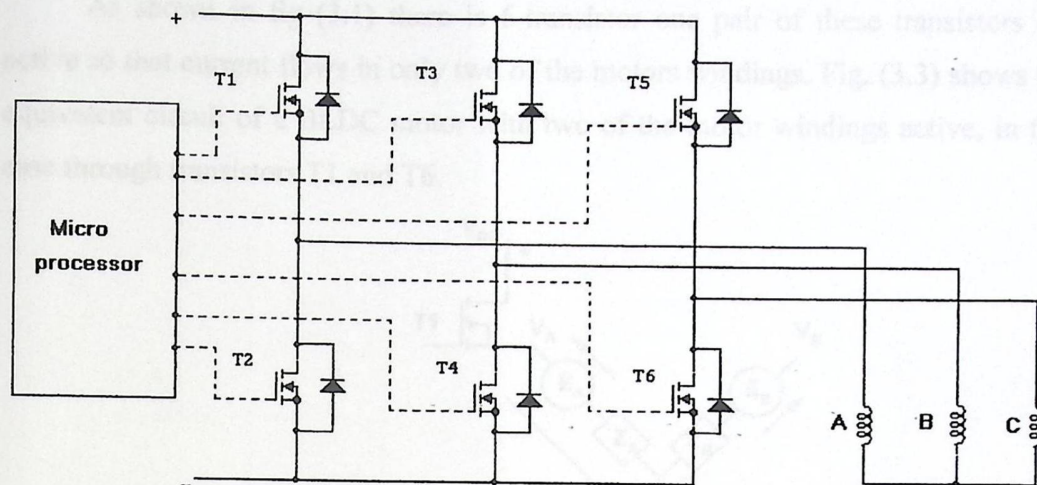 As shown in fig (3.1) there is 6 transistor one pair of these transistors
active so that current flows in only two of the motors windings. Fig. (3.3) shows
equivalent circuit of a BLDC motor with two of the motor windings active, in
case through transistors T1 and T6.
+
T1
T3
T5
Micro
processor
T2
T4
T6
A
B
C